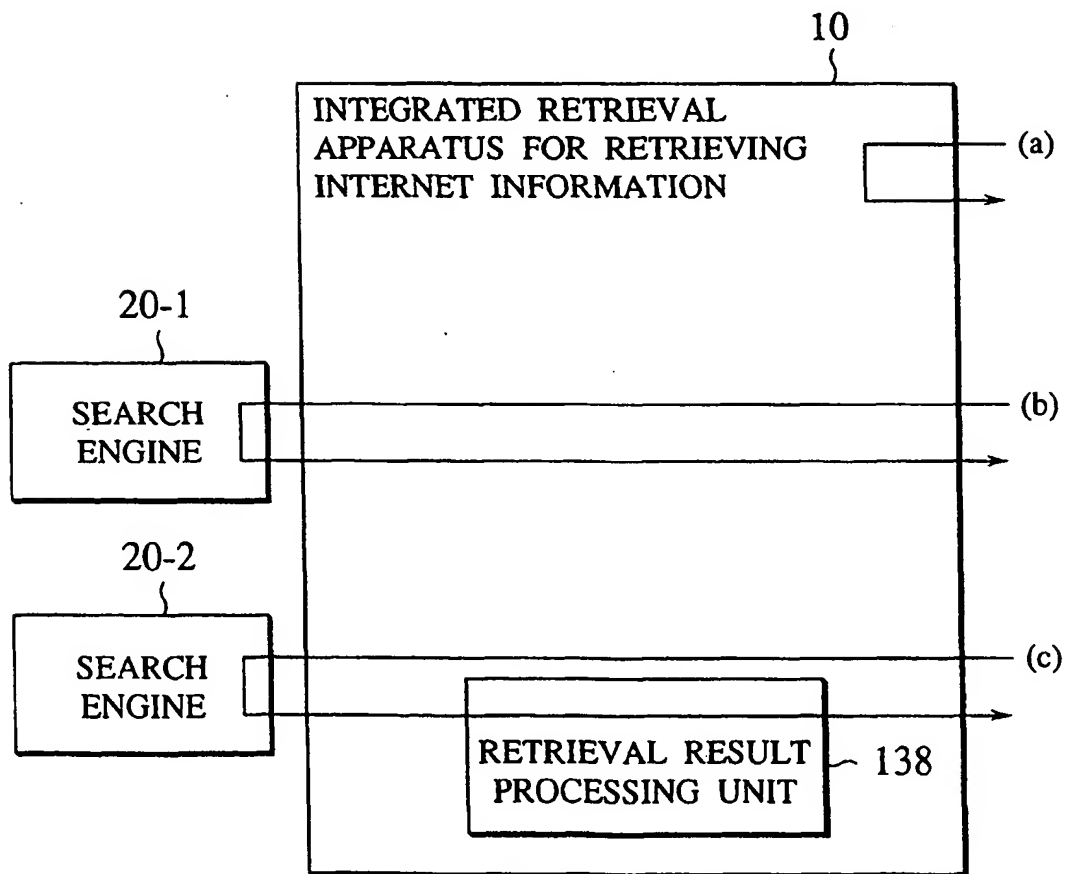 10
INTEGRATED RETRIEVAL
APPARATUS FOR RETRIEVING
INTERNET INFORMATION
(a)
20-1
SEARCH
ENGINE
(b)
20-2
SEARCH
ENGINE
(c)
RETRIEVAL RESULT
PROCESSING UNIT
138